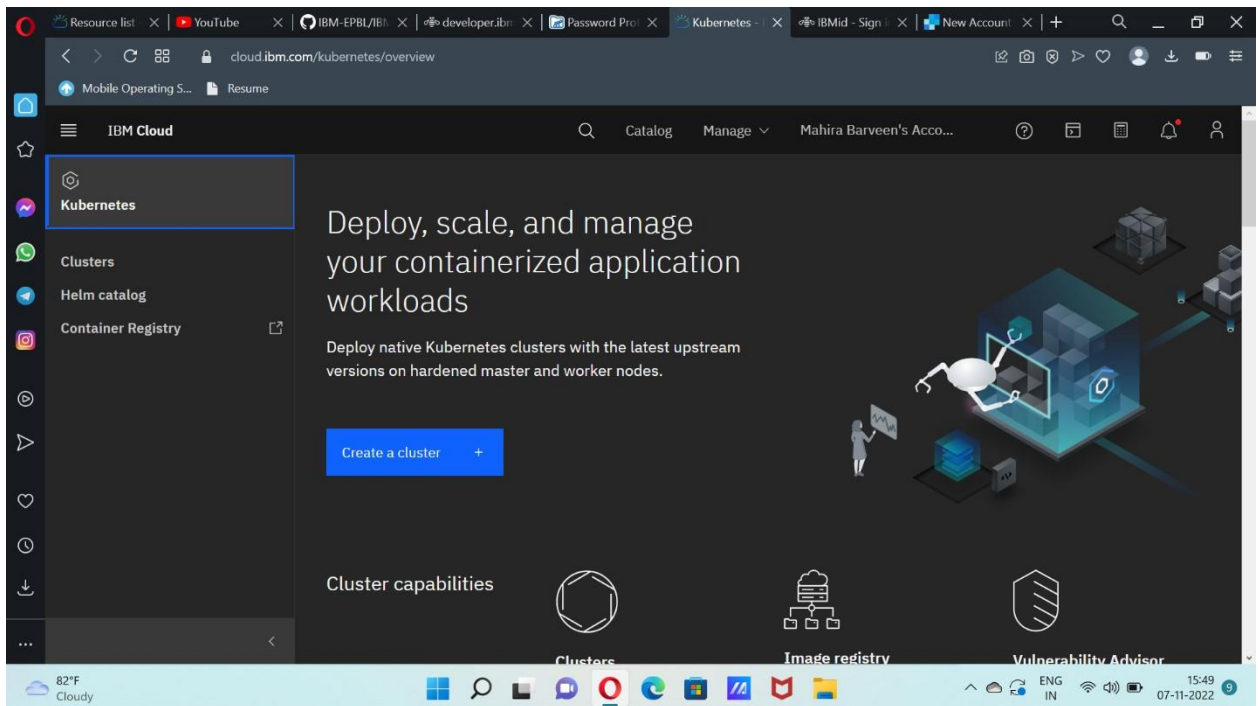 Resource list
YouTube
IBM-EPBL/IBM
developer.ibm
Password Prot
Kubernetes - I
IBMid - Sign i
New Account
cloud.ibm.com/kubernetes/overview
Mobile Operating S...
Resume
IBM Cloud
Catalog
Manage
Mahira Barveen's Acco...
Kubernetes
Clusters
Helm catalog
Container Registry
Deploy, scale, and manage
your containerized application
workloads
Deploy native Kubernetes clusters with the latest upstream
versions on hardened master and worker nodes.
Create a cluster +
Cluster capabilities
Clusters
Image registry
Vulnerability Advisor
82°F
Cloudy
ENG
IN
15:49
07-11-2022
9